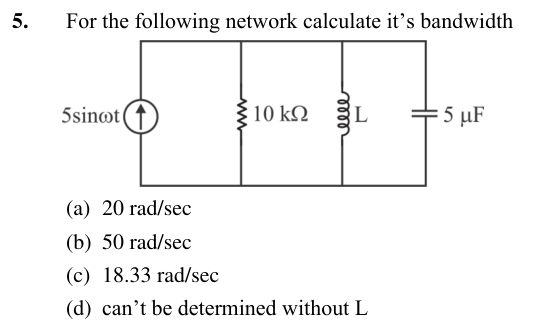 5. For the following network calculate it's bandwidth
5sinωt 10 kΩ L 5 μF
(a) 20 rad/sec
(b) 50 rad/sec
(c) 18.33 rad/sec
(d) can't be determined without L